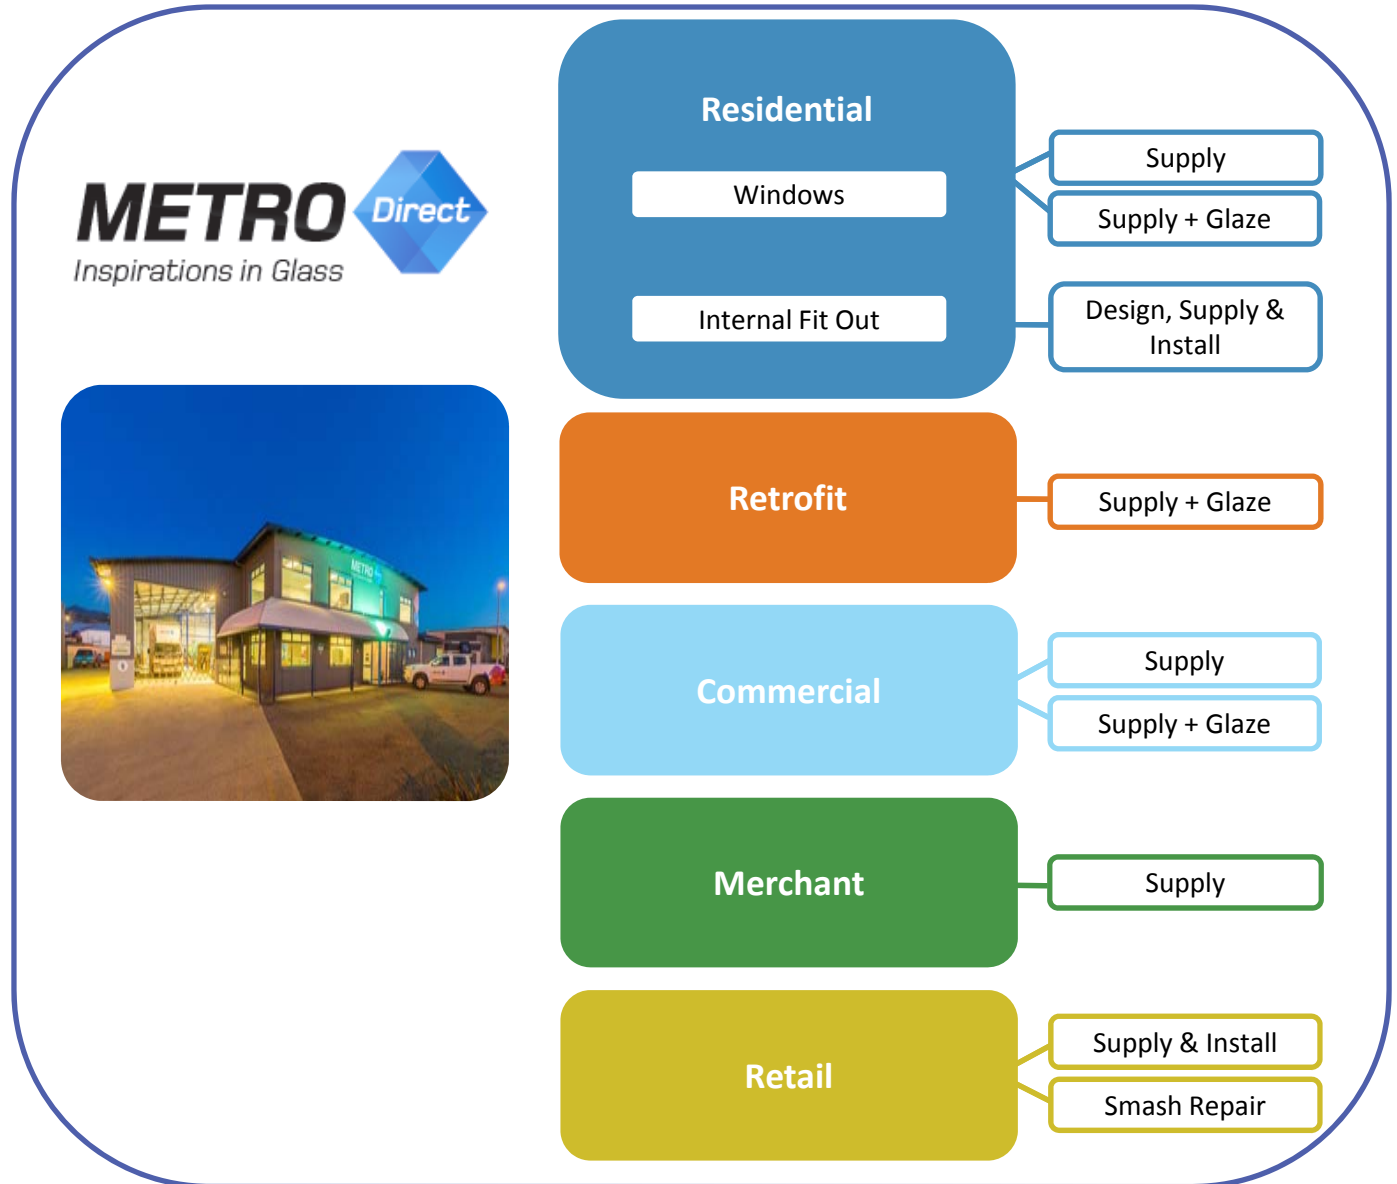 METRO Direct
Inspirations in Glass
METRO
Residential
Windows
Internal Fit Out
Supply
Supply + Glaze
Design, Supply &
Install
Retrofit
Supply + Glaze
Commercial
Supply
Supply + Glaze
Merchant
Supply
Retail
Supply & Install
Smash Repair